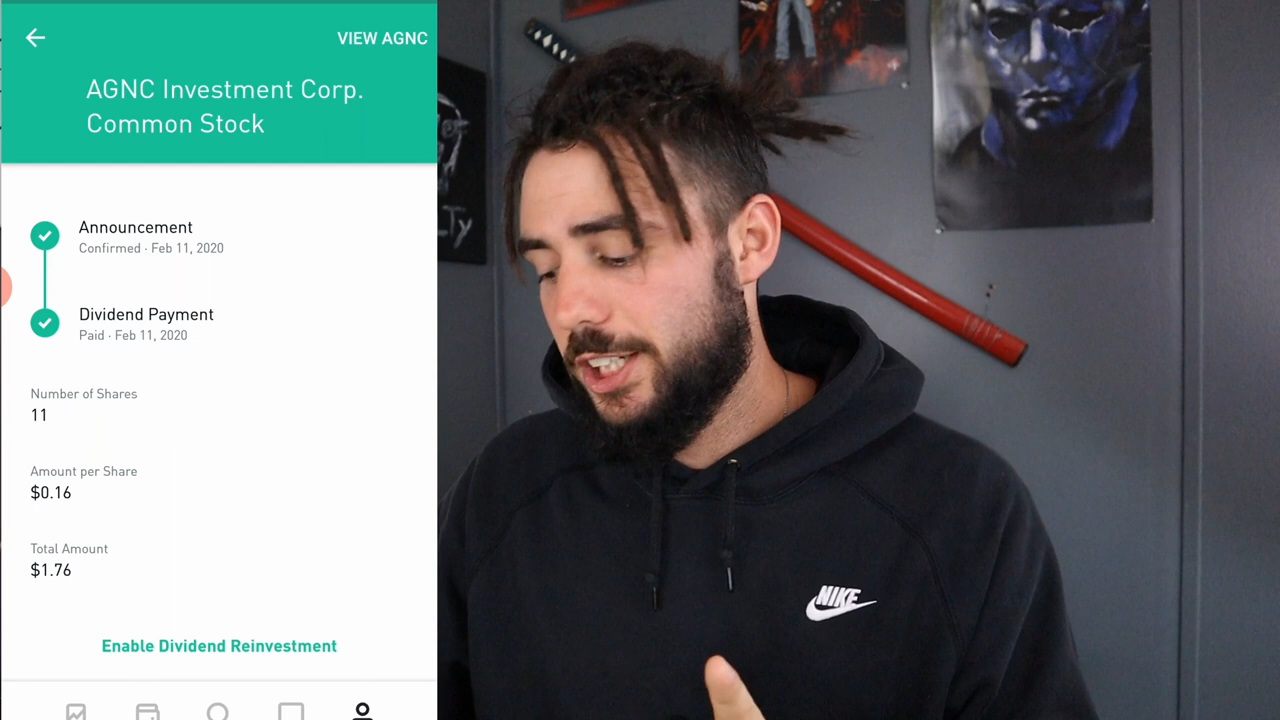 VIEW AGNC
AGNC Investment Corp.
Common Stock
Announcement
Confirmed · Feb 11, 2020
Dividend Payment
Paid · Feb 11, 2020
Number of Shares
11
Amount per Share
$0.16
Total Amount
$1.76
Enable Dividend Reinvestment
Ty
NIKE